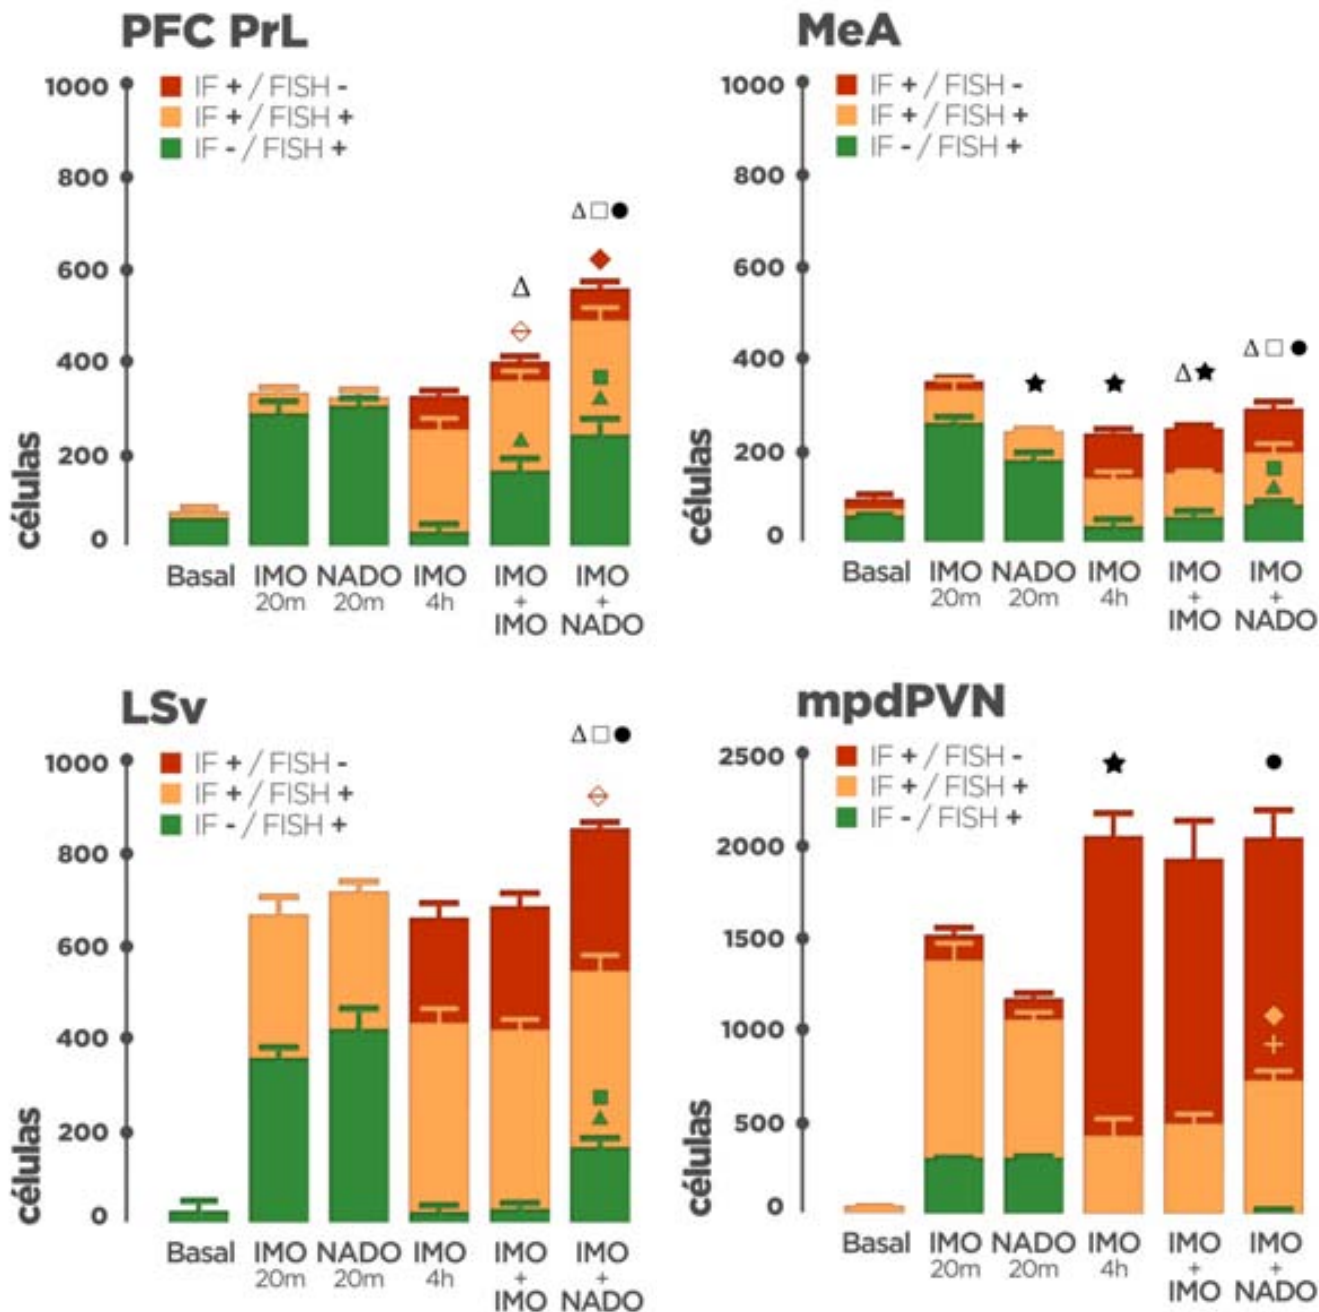 PFC PrL
1000
800
600
400
200
0
células
IF + / FISH -
IF + / FISH +
IF - / FISH +
Δ
Δ □ ●
Basal IMO NADO IMO IMO IMO
20m 20m 4h + +
IMO NADO
MeA
1000
800
600
400
200
0
células
IF + / FISH -
IF + / FISH +
IF - / FISH +
★ ★ Δ★ Δ □ ●
Basal IMO NADO IMO IMO IMO
20m 20m 4h + +
IMO NADO
LSv
1000
800
600
400
200
0
células
IF + / FISH -
IF + / FISH +
IF - / FISH +
Δ □ ●
Basal IMO NADO IMO IMO IMO
20m 20m 4h + +
IMO NADO
mpdPVN
2500
2000
1500
1000
500
0
células
IF + / FISH -
IF + / FISH +
IF - / FISH +
★ ●
+
Basal IMO NADO IMO IMO IMO
20m 20m 4h + +
IMO NADO